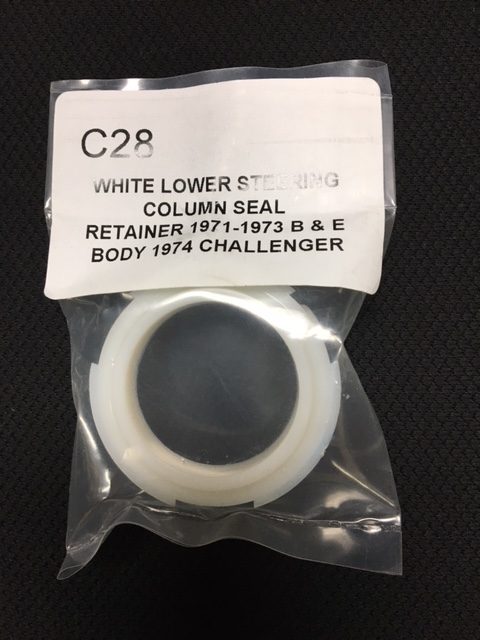 C28
WHITE LOWER STEERING
COLUMN SEAL
RETAINER 1971-1973 B & E
BODY 1974 CHALLENGER